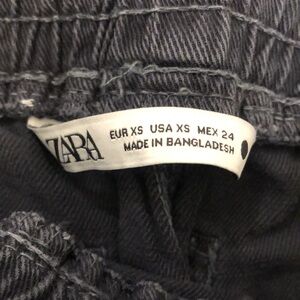 ZARA
EUR XS USA XS MEX 24
MADE IN BANGLADESH